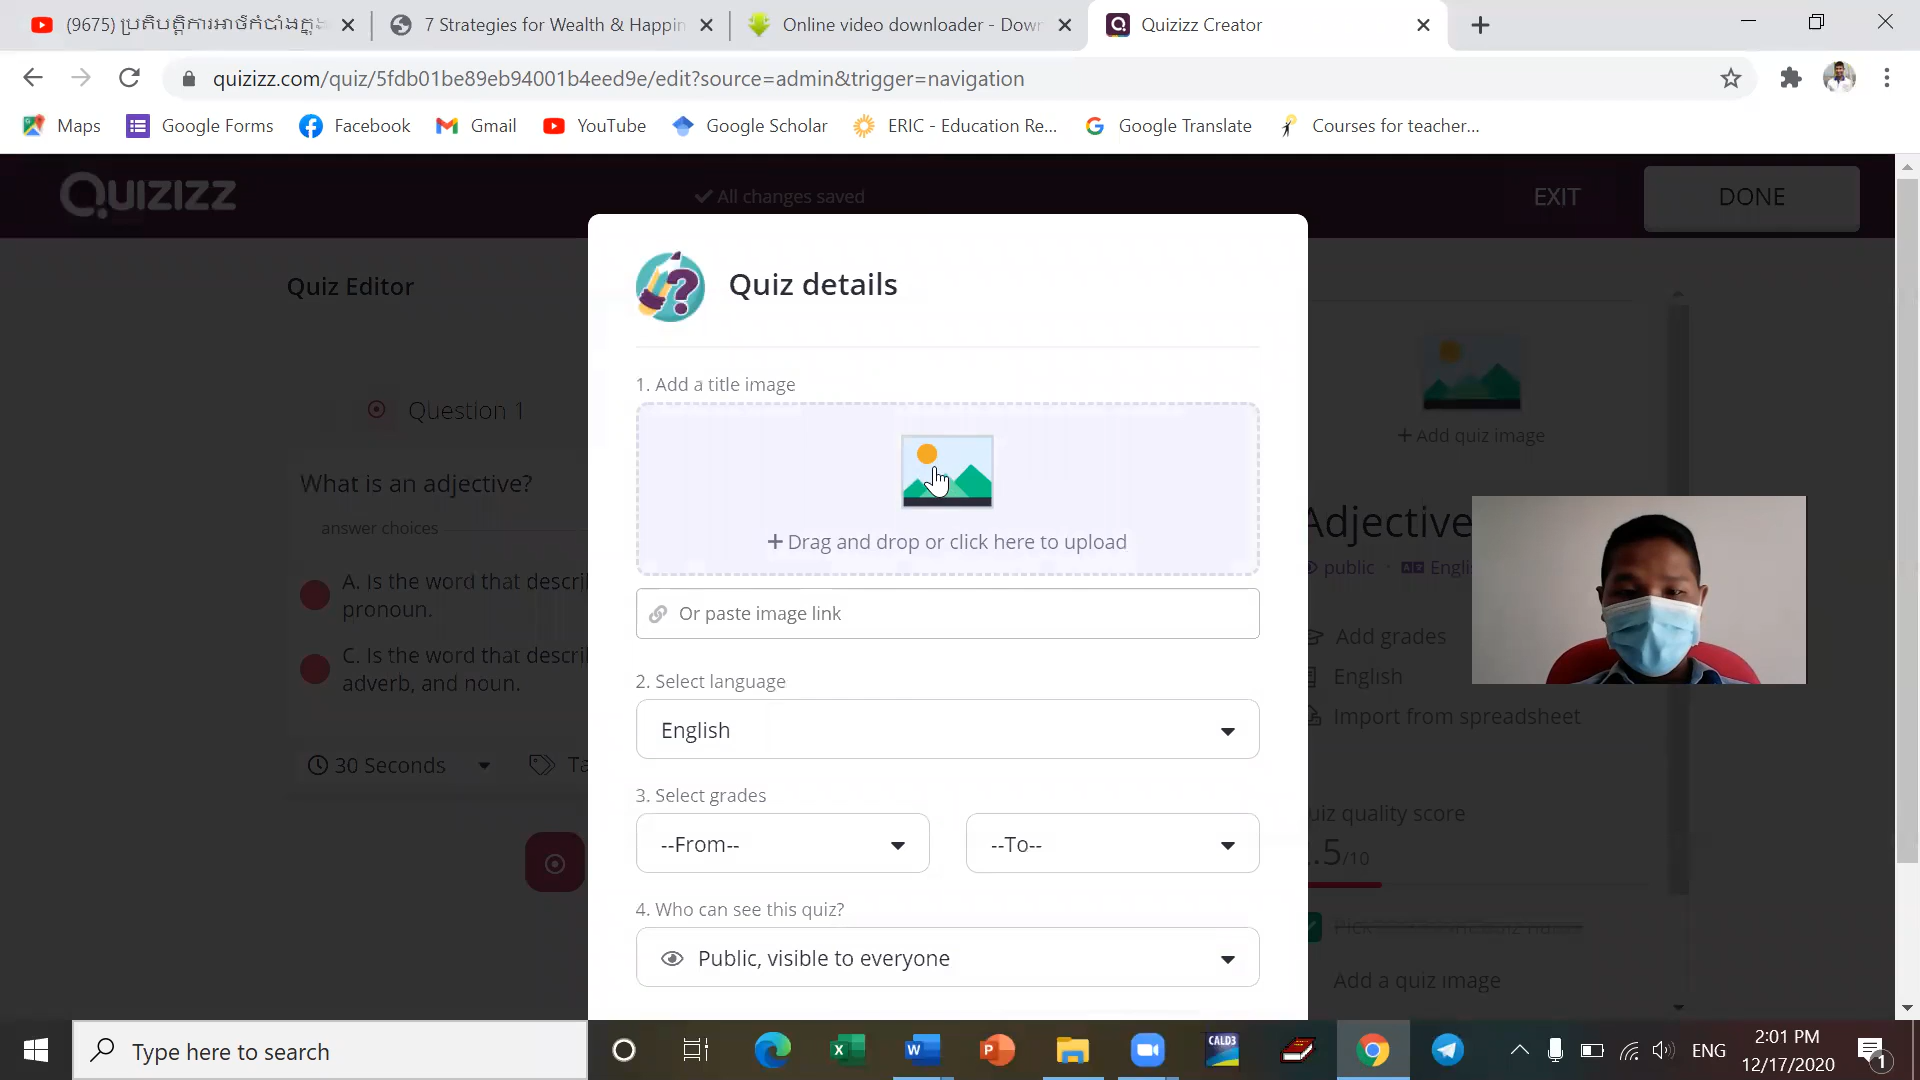 (9675) ប្រតិបត្តិការអាថ៌កំបាំងក្នុង
7 Strategies for Wealth & Happin
Online video downloader - Dow
Quizizz Creator
quizizz.com/quiz/5fdb01be89eb94001b4eed9e/edit?source=admin&trigger=navigation
Maps
Google Forms
Facebook
Gmail
YouTube
Google Scholar
ERIC - Education Re...
Google Translate
Courses for teacher...
Quizizz
All changes saved
EXIT
DONE
Quiz Editor
Question 1
What is an adjective?
answer choices
A. Is the word that descri
pronoun.
C. Is the word that descri
adverb, and noun.
30 Seconds
Ta
Quiz details
1. Add a title image
+ Drag and drop or click here to upload
Or paste image link
2. Select language
English
3. Select grades
--From--
--To--
4. Who can see this quiz?
Public, visible to everyone
+ Add quiz image
Adjective
public
Englis
Add grades
English
Import from spreadsheet
uiz quality score
.5/10
Add a quiz image
Type here to search
CALD3
ENG
2:01 PM
12/17/2020
1